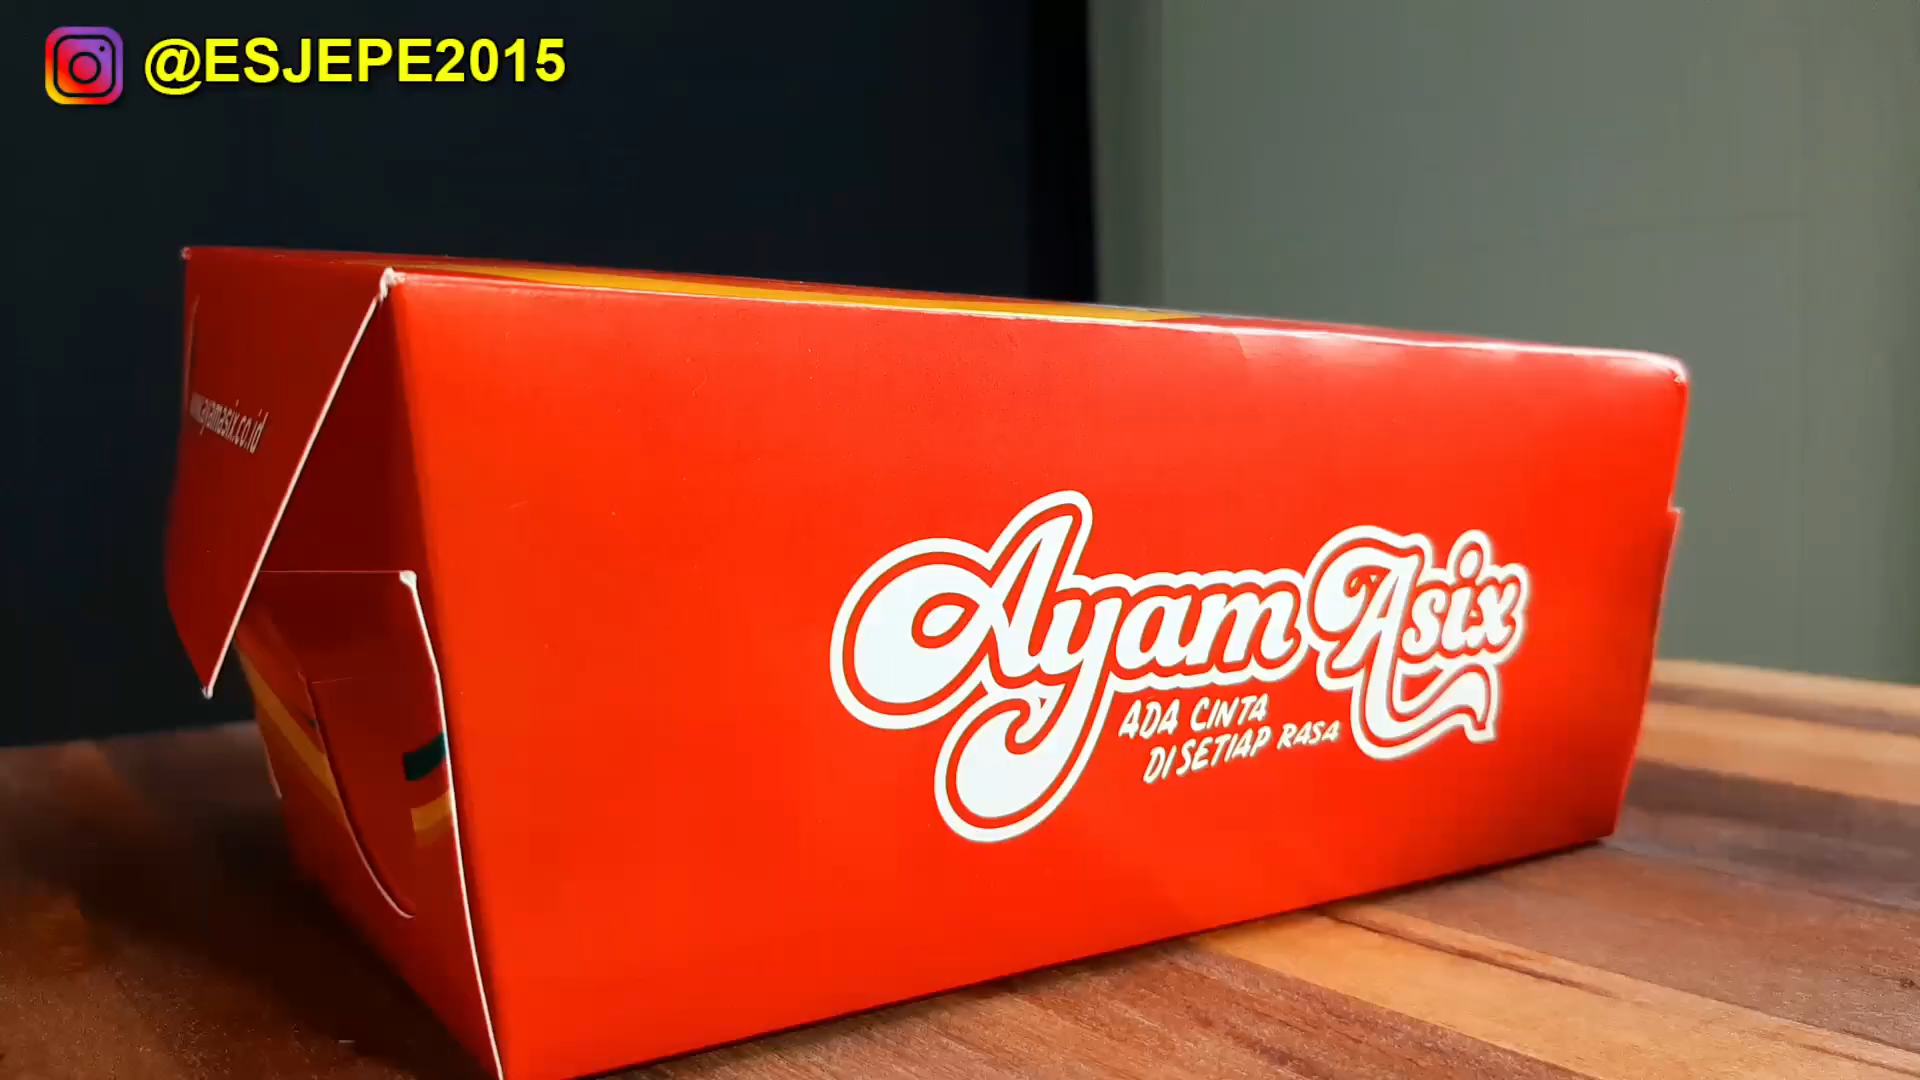 @ESJEPE2015
www.ayamasix.co.id
Ayam Asix
ADA CINTA
DI SETIAP RASA